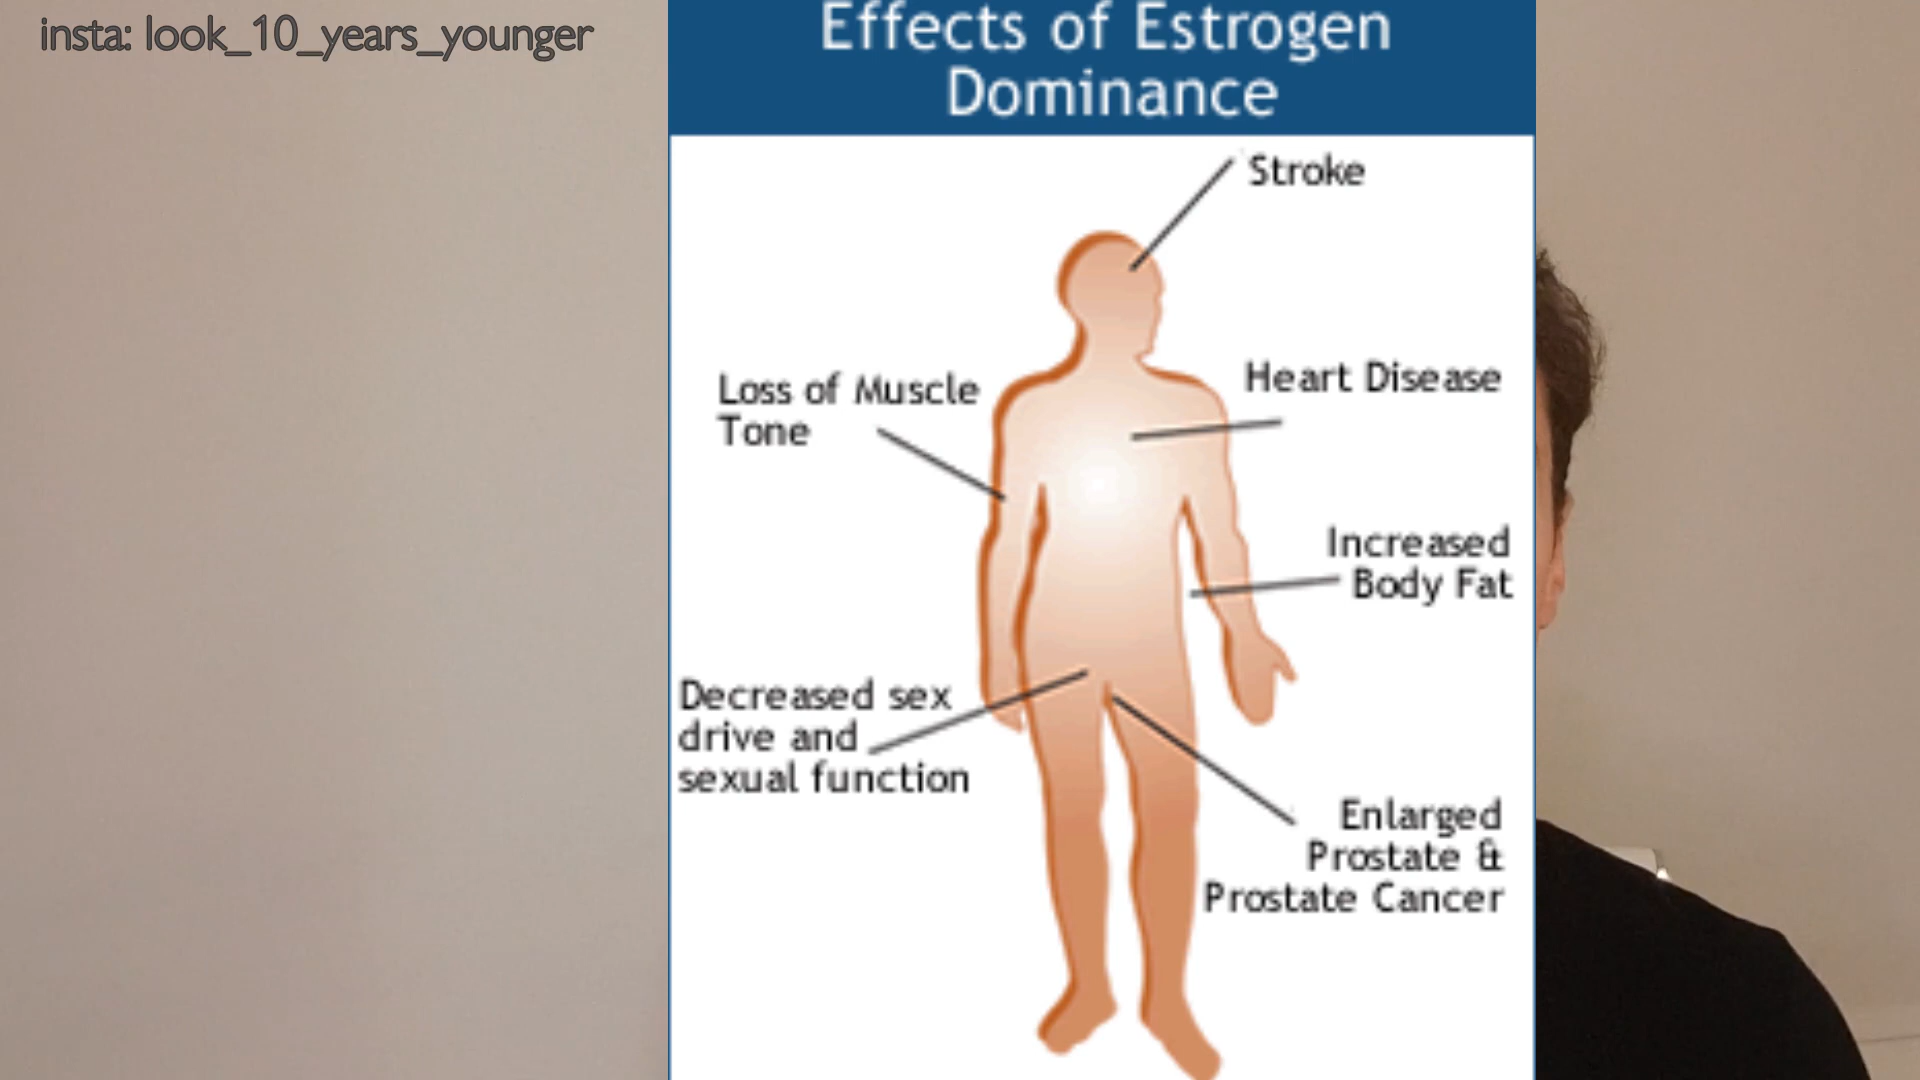 insta: look_10_years_younger
Effects of Estrogen
Dominance
Stroke
Heart Disease
Loss of Muscle
Tone
Increased
Body Fat
Decreased sex
drive and
sexual function
Enlarged
Prostate &
Prostate Cancer